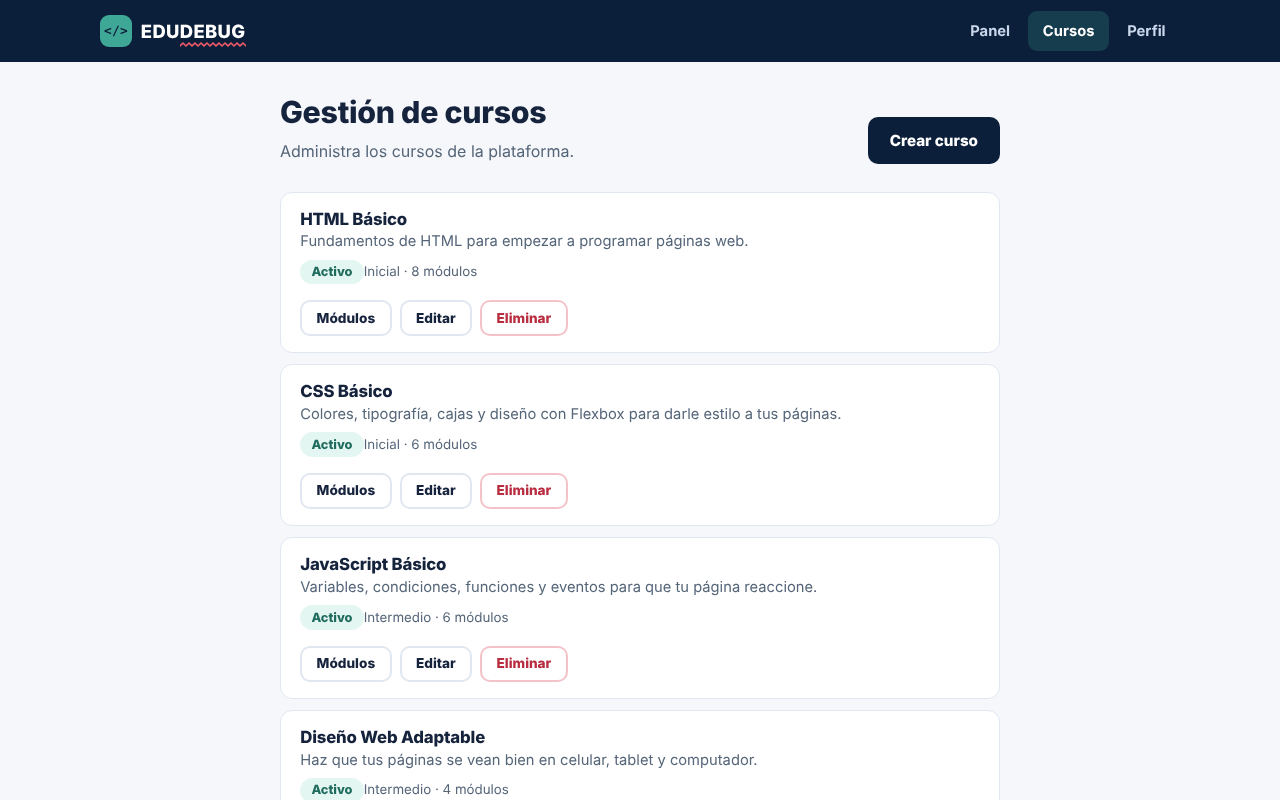 </> EDUDEBUG Panel Cursos Perfil
Gestión de cursos
Administra los cursos de la plataforma.
Crear curso
HTML Básico
Fundamentos de HTML para empezar a programar páginas web.
Activo Inicial · 8 módulos
Módulos Editar Eliminar
CSS Básico
Colores, tipografía, cajas y diseño con Flexbox para darle estilo a tus páginas.
Activo Inicial · 6 módulos
Módulos Editar Eliminar
JavaScript Básico
Variables, condiciones, funciones y eventos para que tu página reaccione.
Activo Intermedio · 6 módulos
Módulos Editar Eliminar
Diseño Web Adaptable
Haz que tus páginas se vean bien en celular, tablet y computador.
Activo Intermedio · 4 módulos